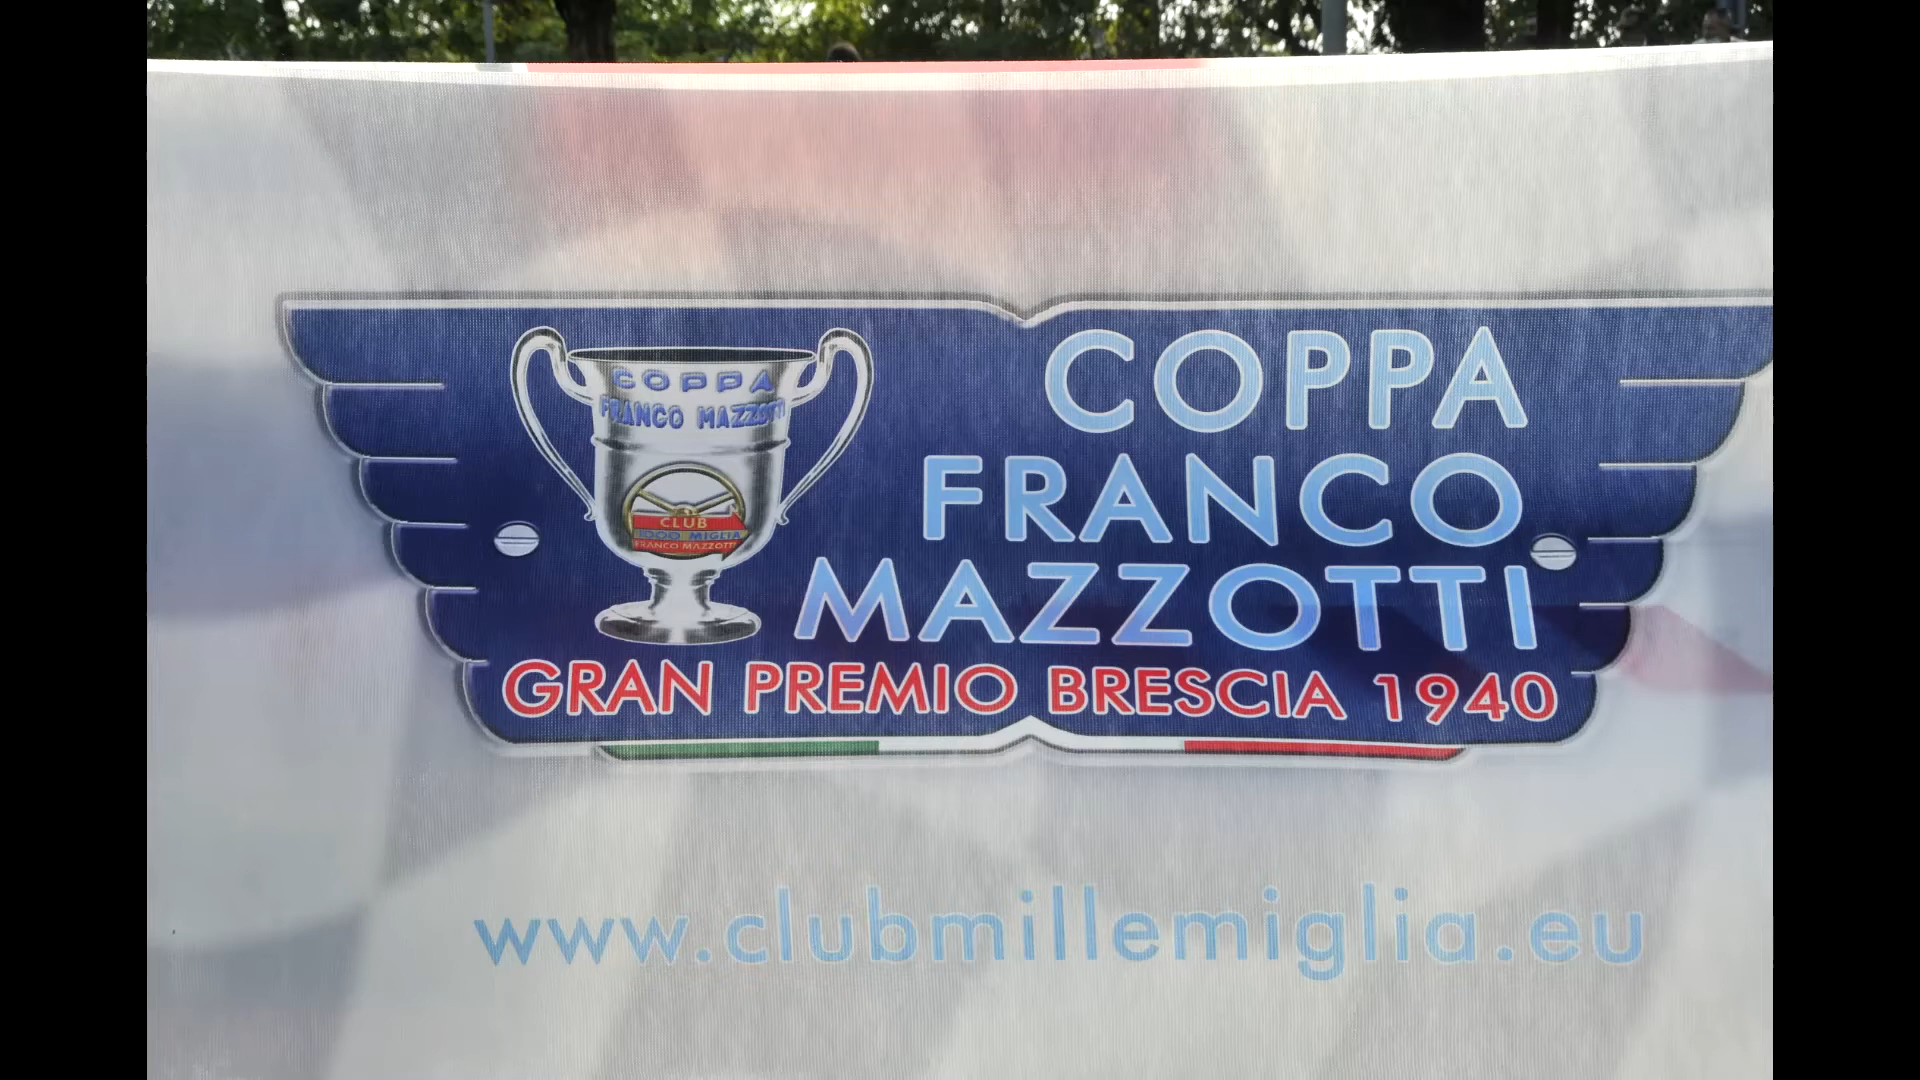 COPPA
FRANCO MAZZOTTI
CLUB
1000 MIGLIA
FRANCO MAZZOTTI
COPPA
FRANCO
MAZZOTTI
GRAN PREMIO BRESCIA 1940
www.clubmillemiglia.eu